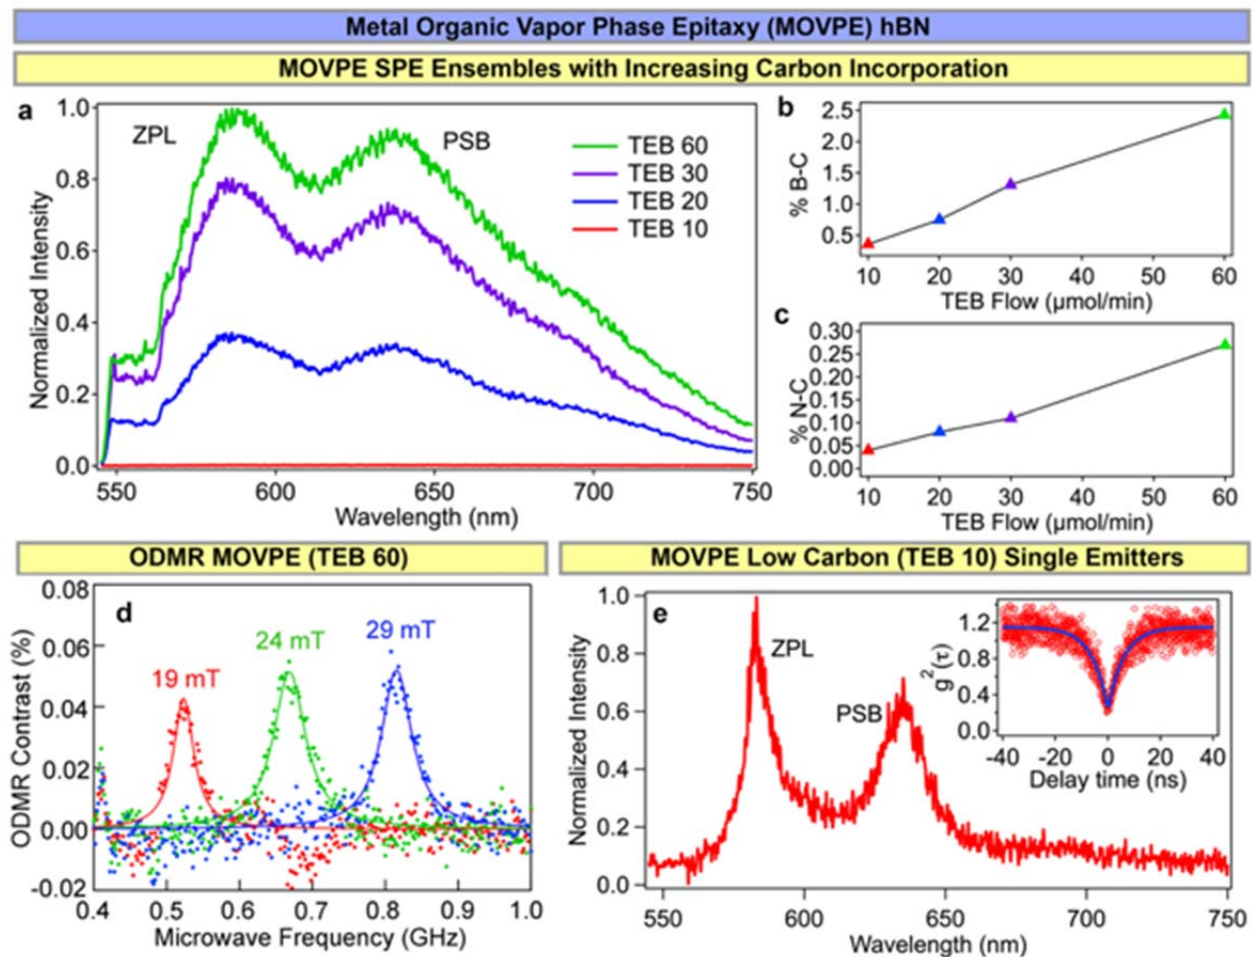 Metal Organic Vapor Phase Epitaxy (MOVPE) hBN
MOVPE SPE Ensembles with Increasing Carbon Incorporation
a
ZPL
PSB
TEB 60
TEB 30
TEB 20
TEB 10
1.0
0.8
0.6
0.4
0.2
0.0
Normalized Intensity
550 600 650 700 750
Wavelength (nm)
b
2.5
2.0
1.5
1.0
0.5
% B-C
10 20 30 40 50 60
TEB Flow (μmol/min)
c
0.30
0.25
0.20
0.15
0.10
0.05
0.00
% N-C
10 20 30 40 50 60
TEB Flow (μmol/min)
ODMR MOVPE (TEB 60)
d
19 mT
24 mT
29 mT
0.08
0.06
0.04
0.02
0.00
-0.02
ODMR Contrast (%)
0.4 0.5 0.6 0.7 0.8 0.9 1.0
Microwave Frequency (GHz)
MOVPE Low Carbon (TEB 10) Single Emitters
e
ZPL
PSB
1.0
0.8
0.6
0.4
0.2
0.0
Normalized Intensity
550 600 650 700 750
Wavelength (nm)
1.2
0.8
0.4
0.0
g²(τ)
-40 -20 0 20 40
Delay time (ns)